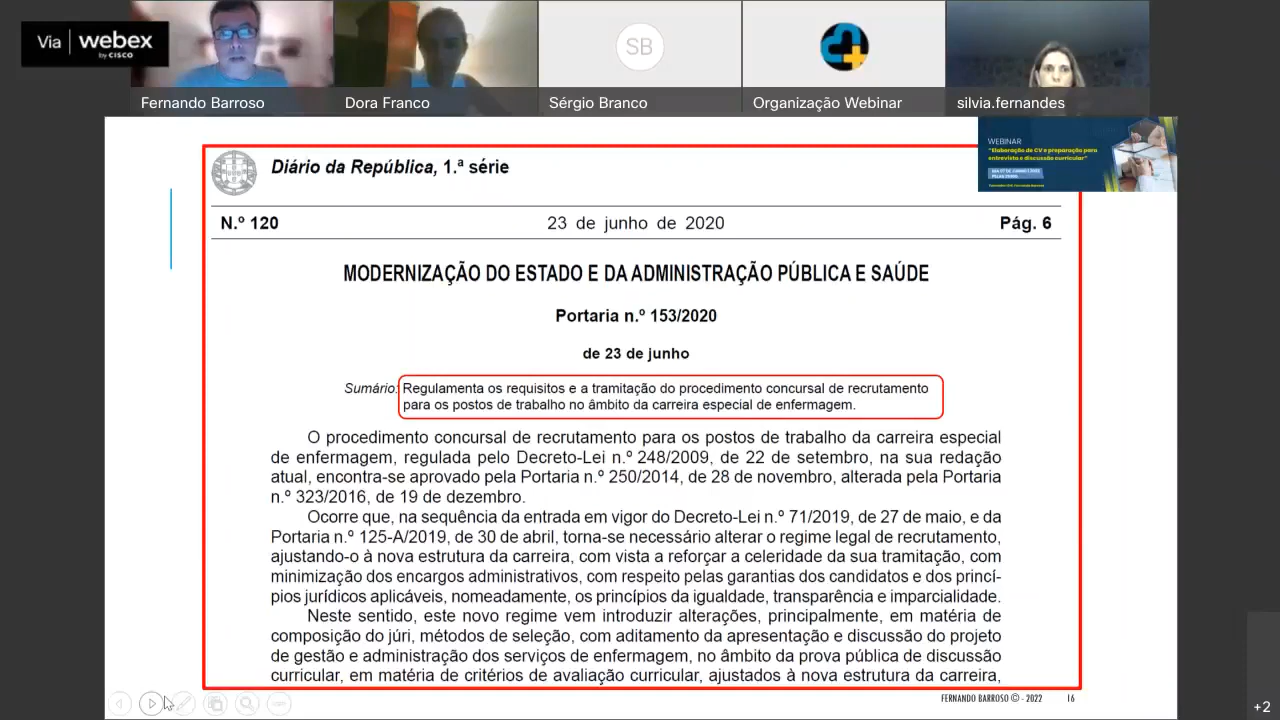 Via webex
by CISCO
Fernando Barroso
Dora Franco
SB
Sérgio Branco
Organização Webinar
silvia.fernandes
WEBINAR
"Elaboração de CV e preparação para
entrevista e discussão curricular"
Diário da República, 1.ª série
N.º 120 23 de junho de 2020 Pág. 6
MODERNIZAÇÃO DO ESTADO E DA ADMINISTRAÇÃO PÚBLICA E SAÚDE
Portaria n.º 153/2020
de 23 de junho
Sumário: Regulamenta os requisitos e a tramitação do procedimento concursal de recrutamento
para os postos de trabalho no âmbito da carreira especial de enfermagem.
O procedimento concursal de recrutamento para os postos de trabalho da carreira especial
de enfermagem, regulada pelo Decreto-Lei n.º 248/2009, de 22 de setembro, na sua redação
atual, encontra-se aprovado pela Portaria n.º 250/2014, de 28 de novembro, alterada pela Portaria
n.º 323/2016, de 19 de dezembro.
Ocorre que, na sequência da entrada em vigor do Decreto-Lei n.º 71/2019, de 27 de maio, e da
Portaria n.º 125-A/2019, de 30 de abril, torna-se necessário alterar o regime legal de recrutamento,
ajustando-o à nova estrutura da carreira, com vista a reforçar a celeridade da sua tramitação, com
minimização dos encargos administrativos, com respeito pelas garantias dos candidatos e dos princí-
pios jurídicos aplicáveis, nomeadamente, os princípios da igualdade, transparência e imparcialidade.
Neste sentido, este novo regime vem introduzir alterações, principalmente, em matéria de
composição do júri, métodos de seleção, com aditamento da apresentação e discussão do projeto
de gestão e administração dos serviços de enfermagem, no âmbito da prova pública de discussão
curricular, em matéria de critérios de avaliação curricular, ajustados à nova estrutura da carreira,
FERNANDO BARROSO © - 2022 16
+2